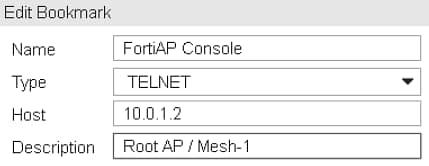 Edit Bookmark
Name FortiAP Console
Type TELNET
Host 10.0.1.2
Description Root AP / Mesh-1